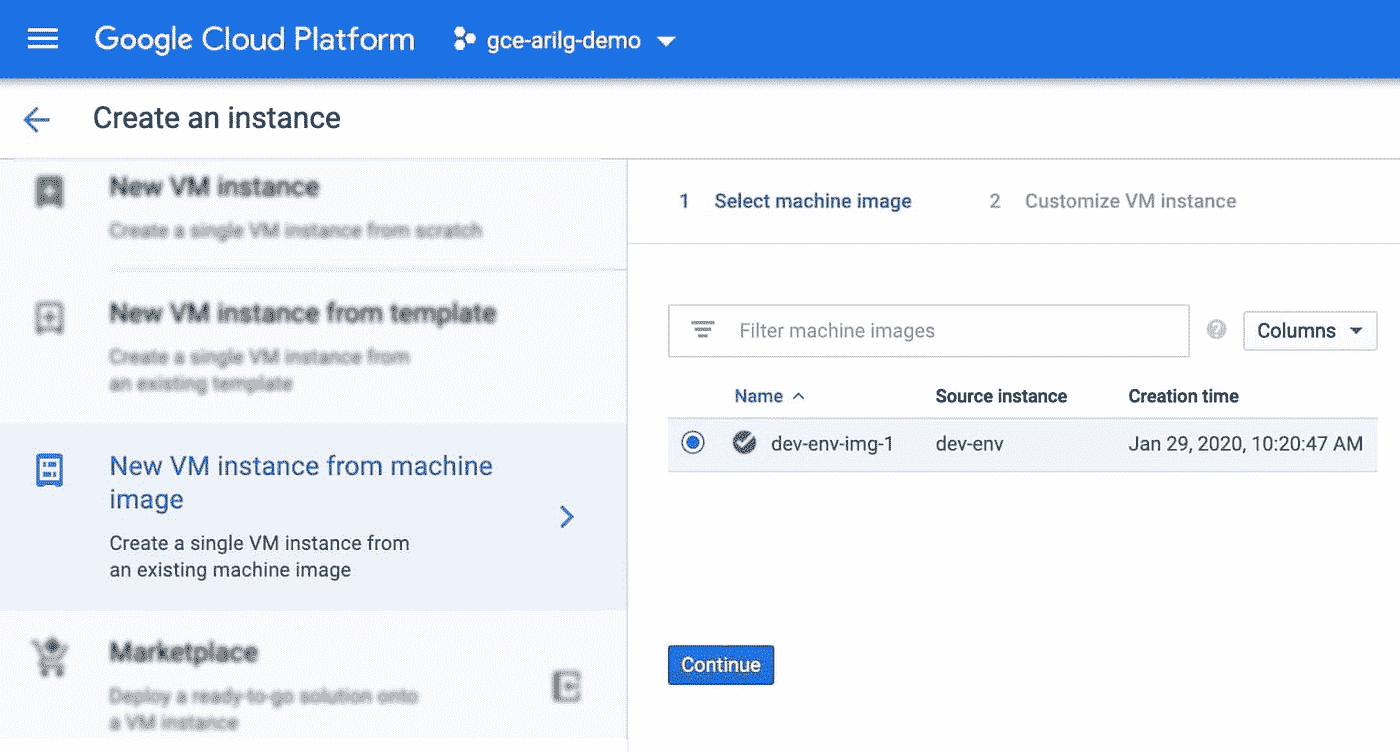 Google Cloud Platform gce-arilg-demo
Create an instance
New VM instance
Create a single VM instance from scratch
New VM instance from template
Create a single VM instance from
an existing template
New VM instance from machine
image
Create a single VM instance from
an existing machine image
Marketplace
Deploy a ready-to-go solution onto
a VM instance
1 Select machine image 2 Customize VM instance
Filter machine images Columns
Name Source instance Creation time
dev-env-img-1 dev-env Jan 29, 2020, 10:20:47 AM
Continue